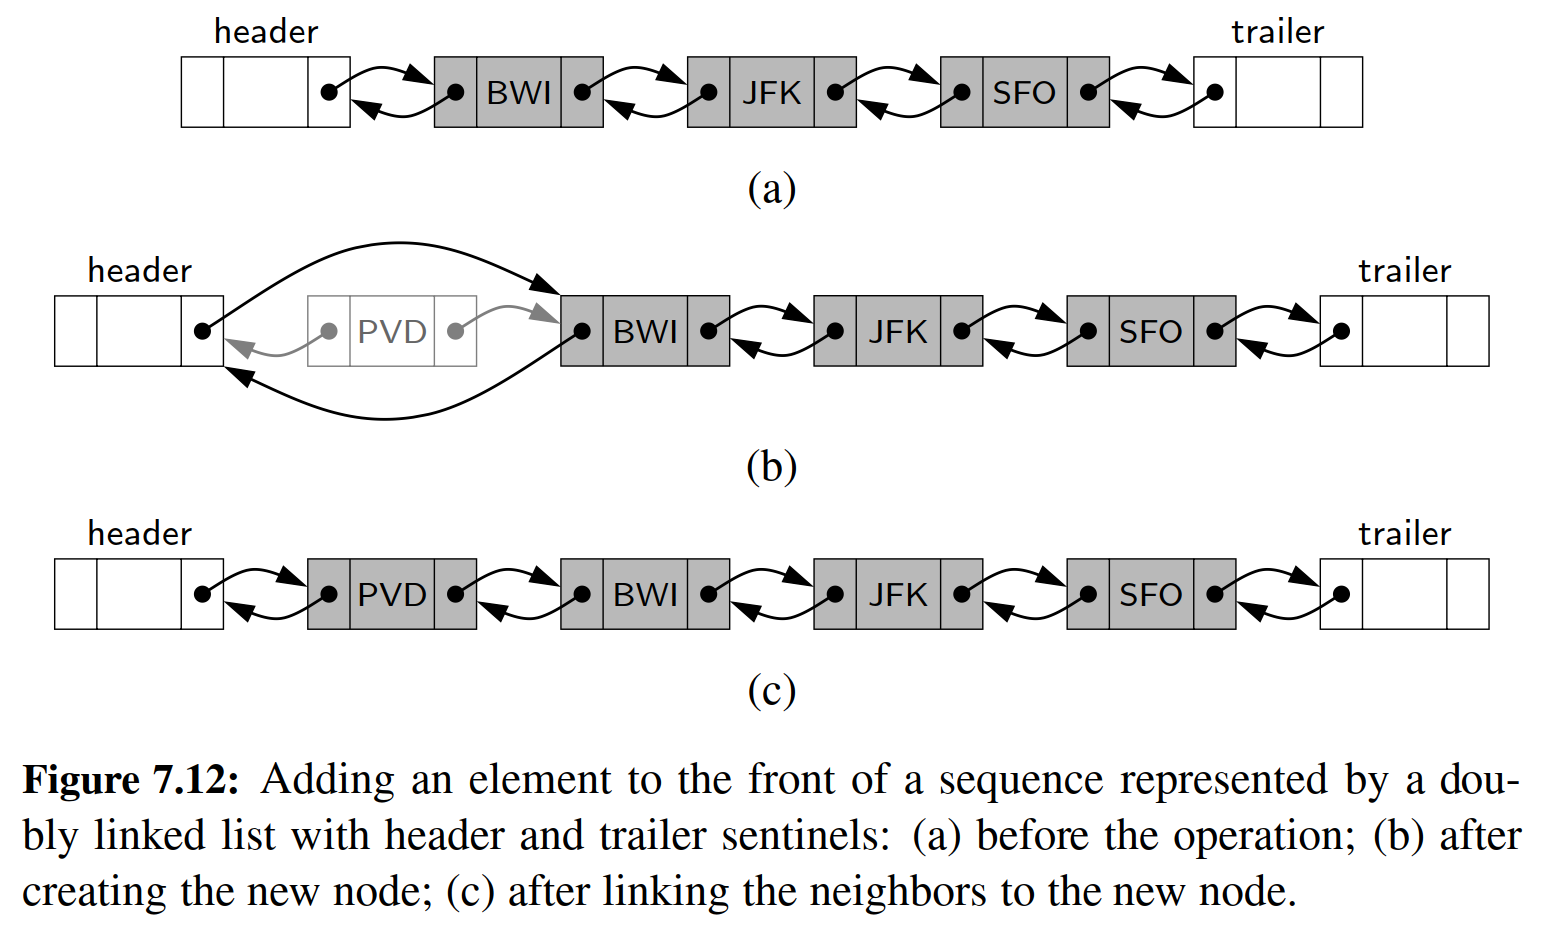 header trailer
BWI JFK SFO
(a)
header trailer
PVD BWI JFK SFO
(b)
header trailer
PVD BWI JFK SFO
(c)
Figure 7.12: Adding an element to the front of a sequence represented by a dou-
bly linked list with header and trailer sentinels: (a) before the operation; (b) after
creating the new node; (c) after linking the neighbors to the new node.